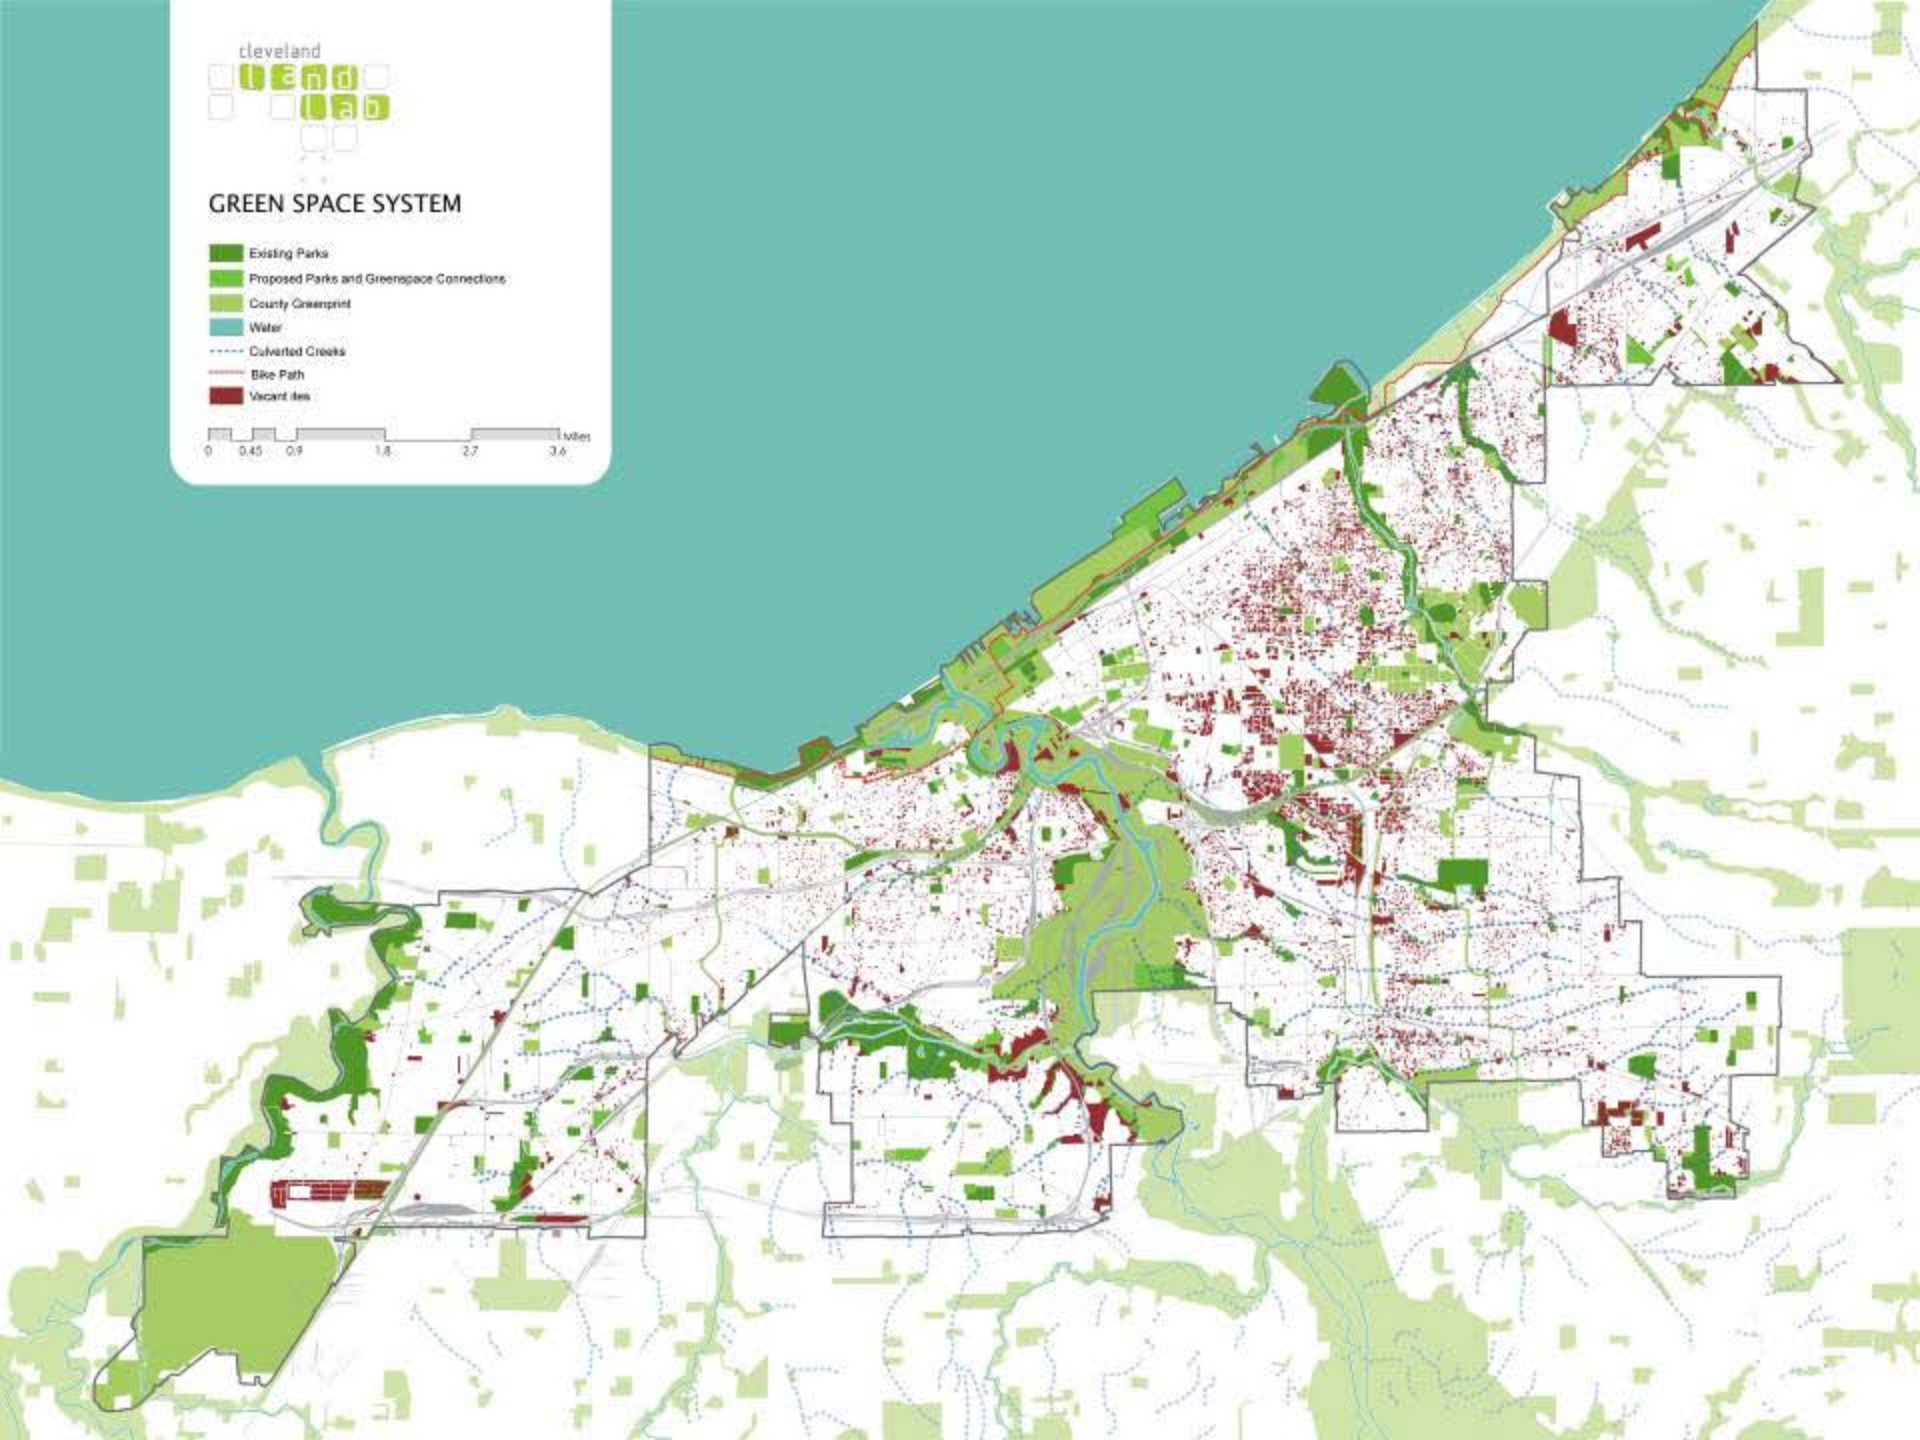 cleveland
land
lab
GREEN SPACE SYSTEM
Existing Parks
Proposed Parks and Greenspace Connections
County Greenprint
Water
Culverted Creeks
Bike Path
Vacant ites
Miles
0 0.45 0.9 1.8 2.7 3.6